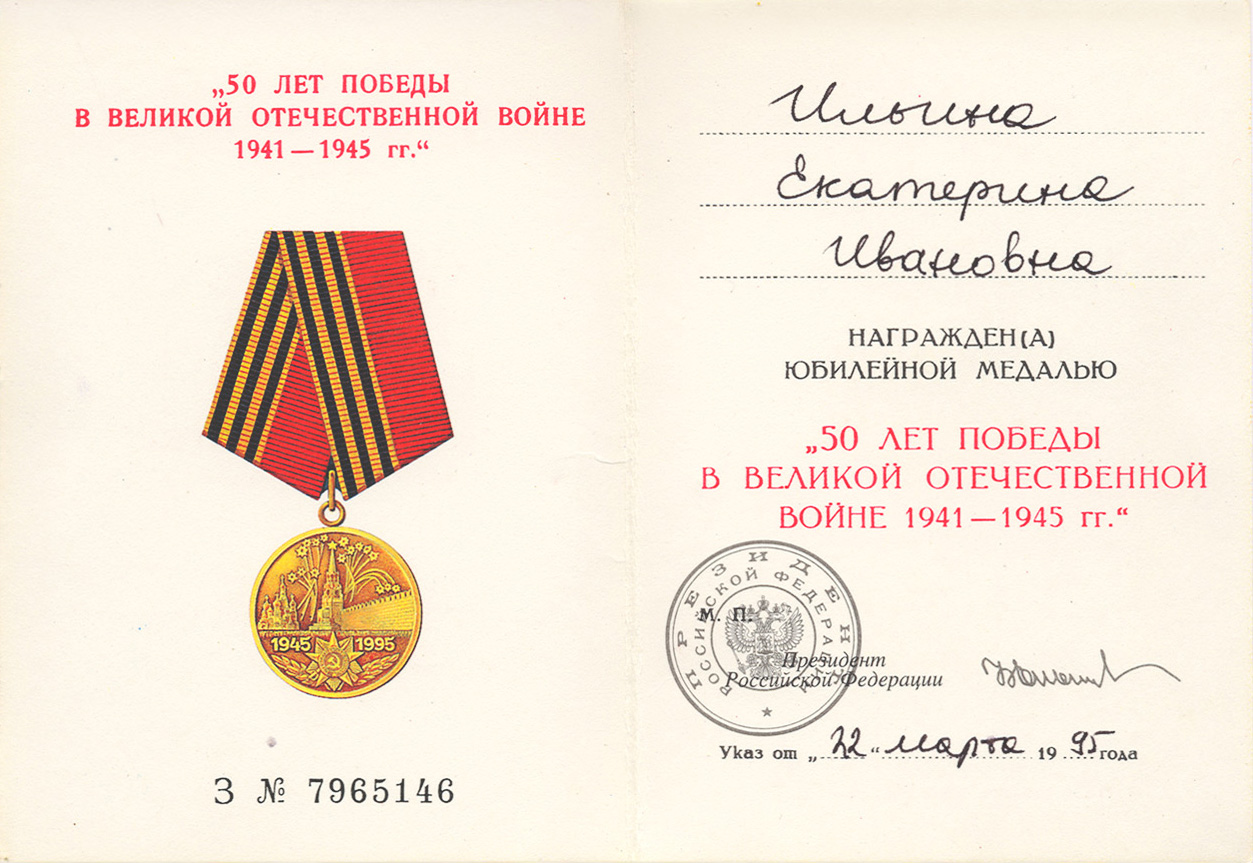 „50 ЛЕТ ПОБЕДЫ
В ВЕЛИКОЙ ОТЕЧЕСТВЕННОЙ ВОЙНЕ
1941—1945 гг.“
1945 1995
З № 7965146
Ильина
Екатерина
Ивановна
НАГРАЖДЕН(А)
ЮБИЛЕЙНОЙ МЕДАЛЬЮ
„50 ЛЕТ ПОБЕДЫ
В ВЕЛИКОЙ ОТЕЧЕСТВЕННОЙ
ВОЙНЕ 1941—1945 гг.“
ПРЕЗИДЕНТ
РОССИЙСКОЙ ФЕДЕРАЦИИ
М. П.
Президент
Российской Федерации
Указ от „22“ марта 1995 года